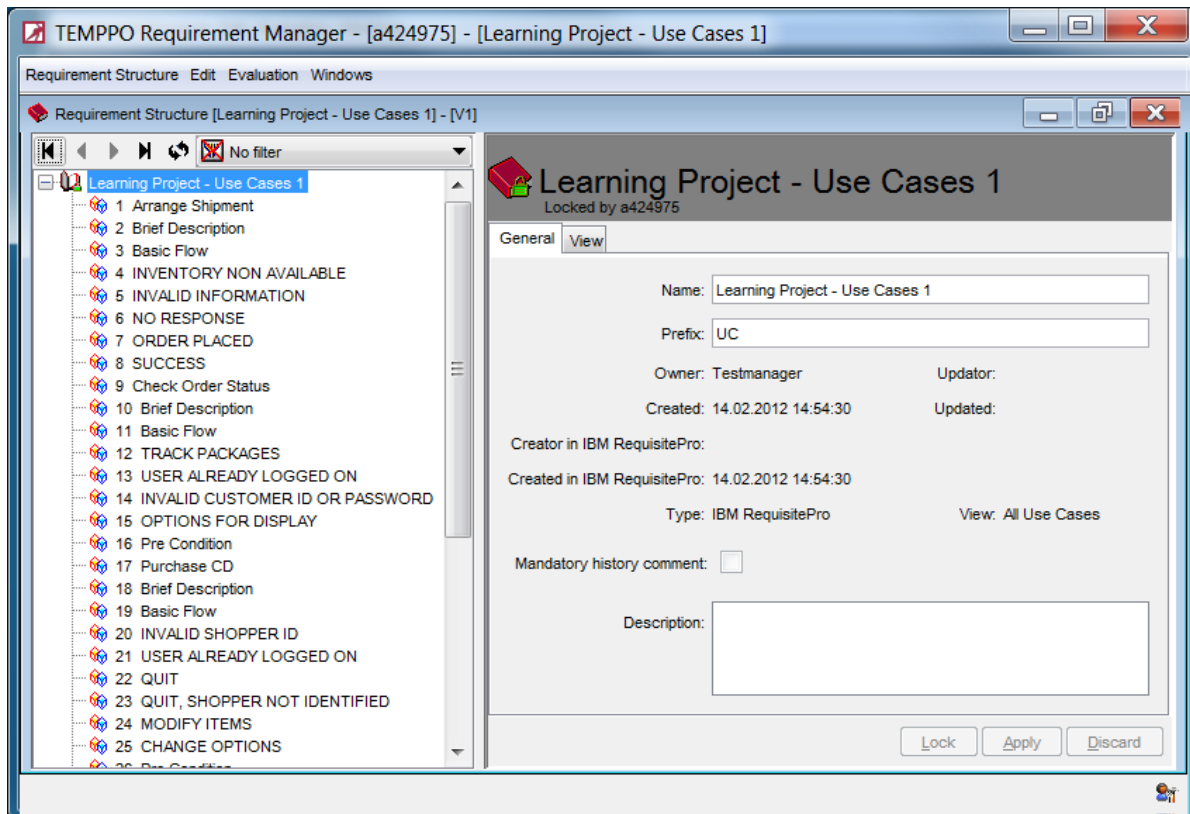 TEMPPO Requirement Manager - [a424975] - [Learning Project - Use Cases 1]
Requirement Structure Edit Evaluation Windows
Requirement Structure [Learning Project - Use Cases 1] - [V1]
No filter
Learning Project - Use Cases 1
1 Arrange Shipment
2 Brief Description
3 Basic Flow
4 INVENTORY NON AVAILABLE
5 INVALID INFORMATION
6 NO RESPONSE
7 ORDER PLACED
8 SUCCESS
9 Check Order Status
10 Brief Description
11 Basic Flow
12 TRACK PACKAGES
13 USER ALREADY LOGGED ON
14 INVALID CUSTOMER ID OR PASSWORD
15 OPTIONS FOR DISPLAY
16 Pre Condition
17 Purchase CD
18 Brief Description
19 Basic Flow
20 INVALID SHOPPER ID
21 USER ALREADY LOGGED ON
22 QUIT
23 QUIT, SHOPPER NOT IDENTIFIED
24 MODIFY ITEMS
25 CHANGE OPTIONS
26 Pre Condition
Learning Project - Use Cases 1
Locked by a424975
General View
Name: Learning Project - Use Cases 1
Prefix: UC
Owner: Testmanager Updator:
Created: 14.02.2012 14:54:30 Updated:
Creator in IBM RequisitePro:
Created in IBM RequisitePro: 14.02.2012 14:54:30
Type: IBM RequisitePro View: All Use Cases
Mandatory history comment:
Description:
Lock Apply Discard